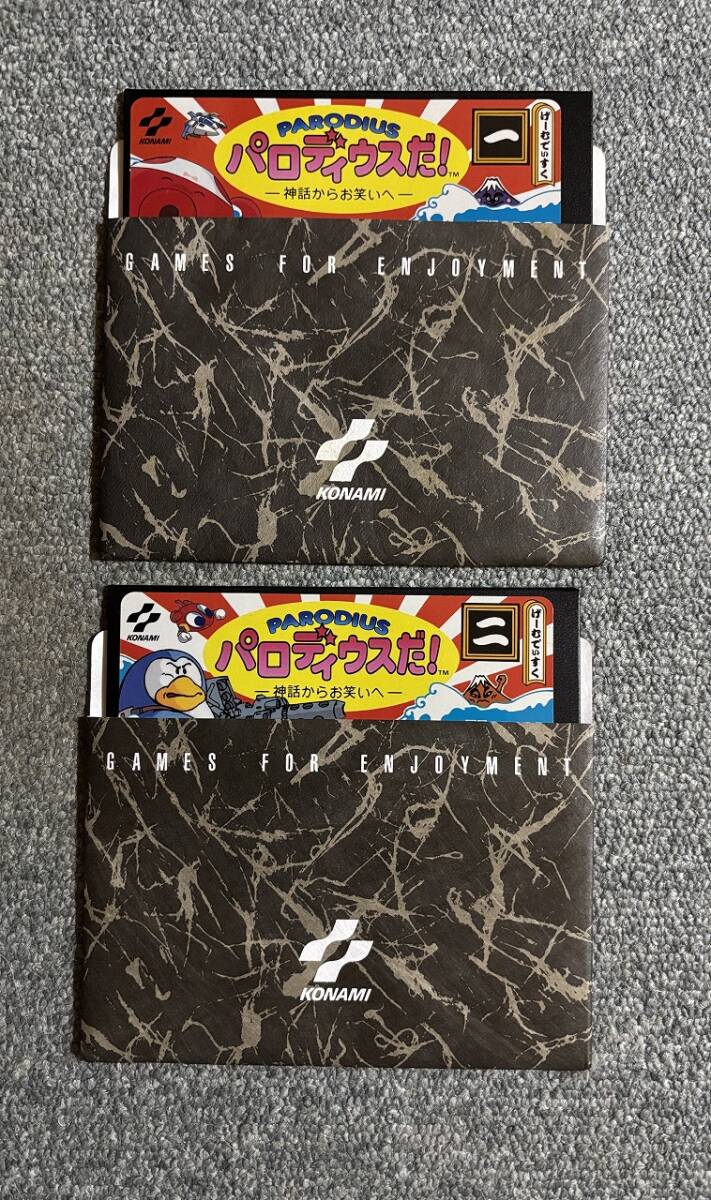 KONAMI
PARODIUS
パロディウスだ!™
—神話からお笑いへ—
一
げーむでぃすく
GAMES FOR ENJOYMENT
KONAMI
KONAMI
PARODIUS
パロディウスだ!™
—神話からお笑いへ—
二
げーむでぃすく
GAMES FOR ENJOYMENT
KONAMI